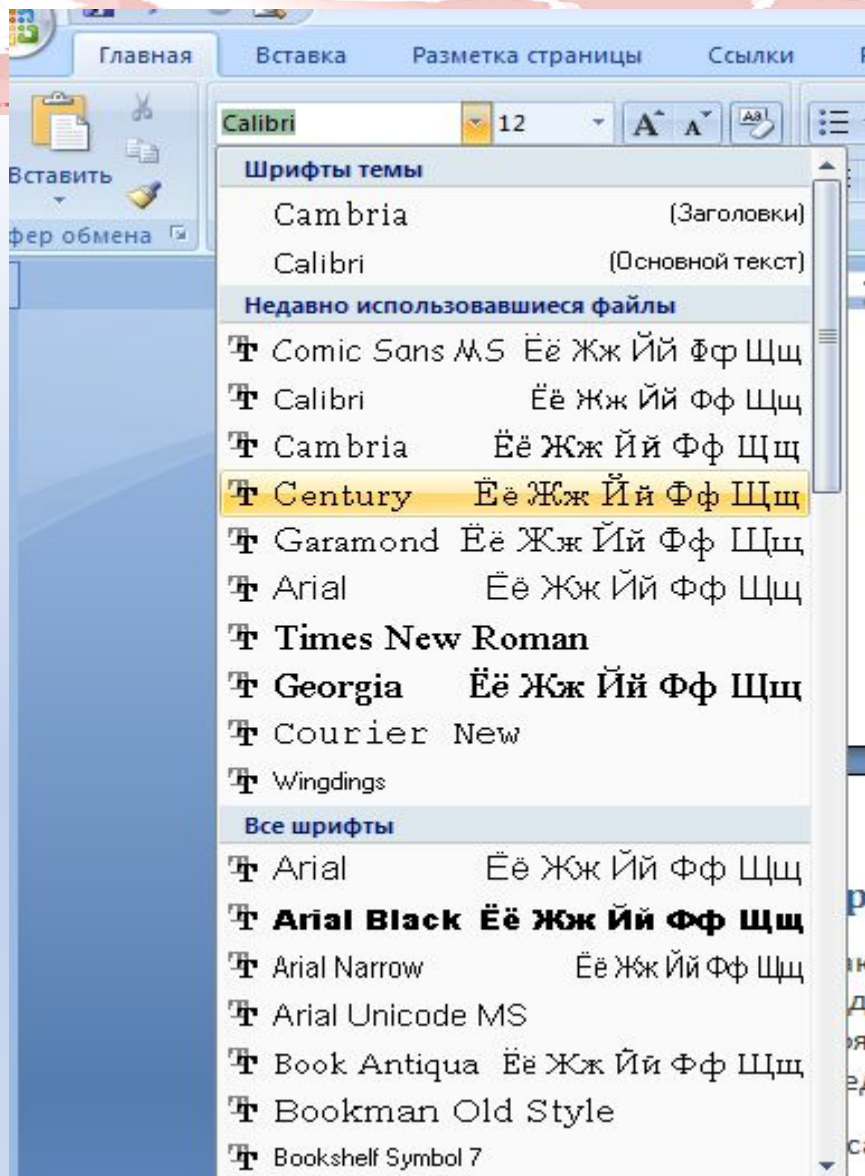 Главная Вставка Разметка страницы Ссылки
Calibri 12
Вставить
Шрифты темы
Cambria (Заголовки)
Calibri (Основной текст)
Недавно использовавшиеся файлы
Comic Sans MS Ёё Жж Йй Фф Щщ
Calibri Ёё Жж Йй Фф Щщ
Cambria Ёё Жж Йй Фф Щщ
Century Ёё Жж Йй Фф Щщ
Garamond Ёё Жж Йй Фф Щщ
Arial Ёё Жж Йй Фф Щщ
Times New Roman
Georgia Ёё Жж Йй Фф Щщ
Courier New
Wingdings
Все шрифты
Arial Ёё Жж Йй Фф Щщ
Arial Black Ёё Жж Йй Фф Щщ
Arial Narrow Ёё Жж Йй Фф Щщ
Arial Unicode MS
Book Antiqua Ёё Жж Йй Фф Щщ
Bookman Old Style
Bookshelf Symbol 7
фер обмена